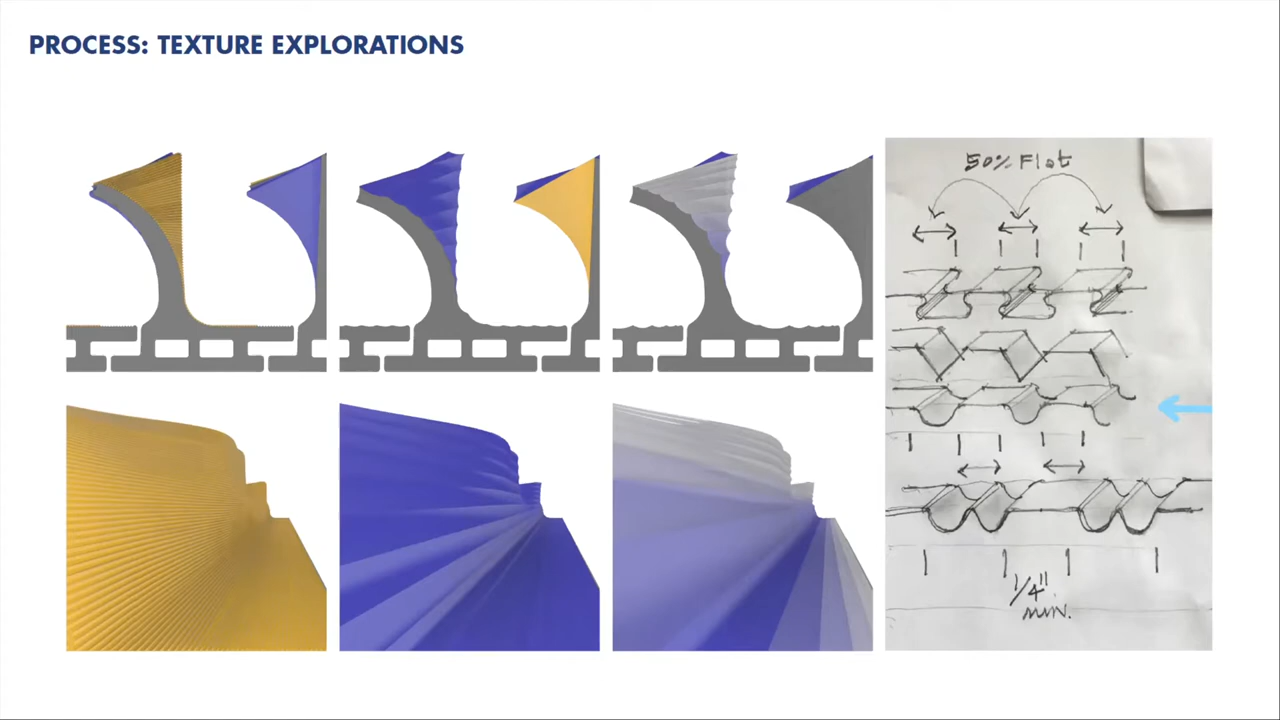 PROCESS: TEXTURE EXPLORATIONS
50% Flat
1/4"
MIN.